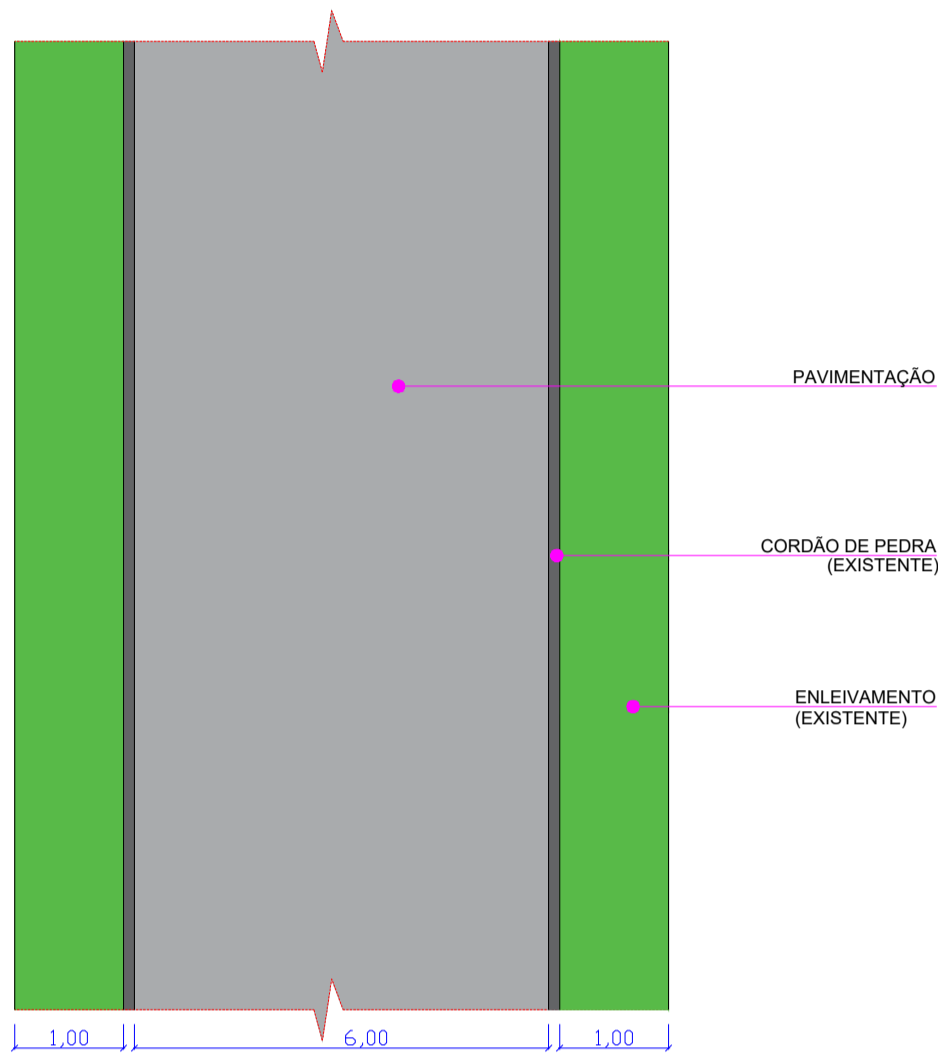 PAVIMENTAÇÃO
CORDÃO DE PEDRA
(EXISTENTE)
ENLEIVAMENTO
(EXISTENTE)
1,00
6,00
1,00